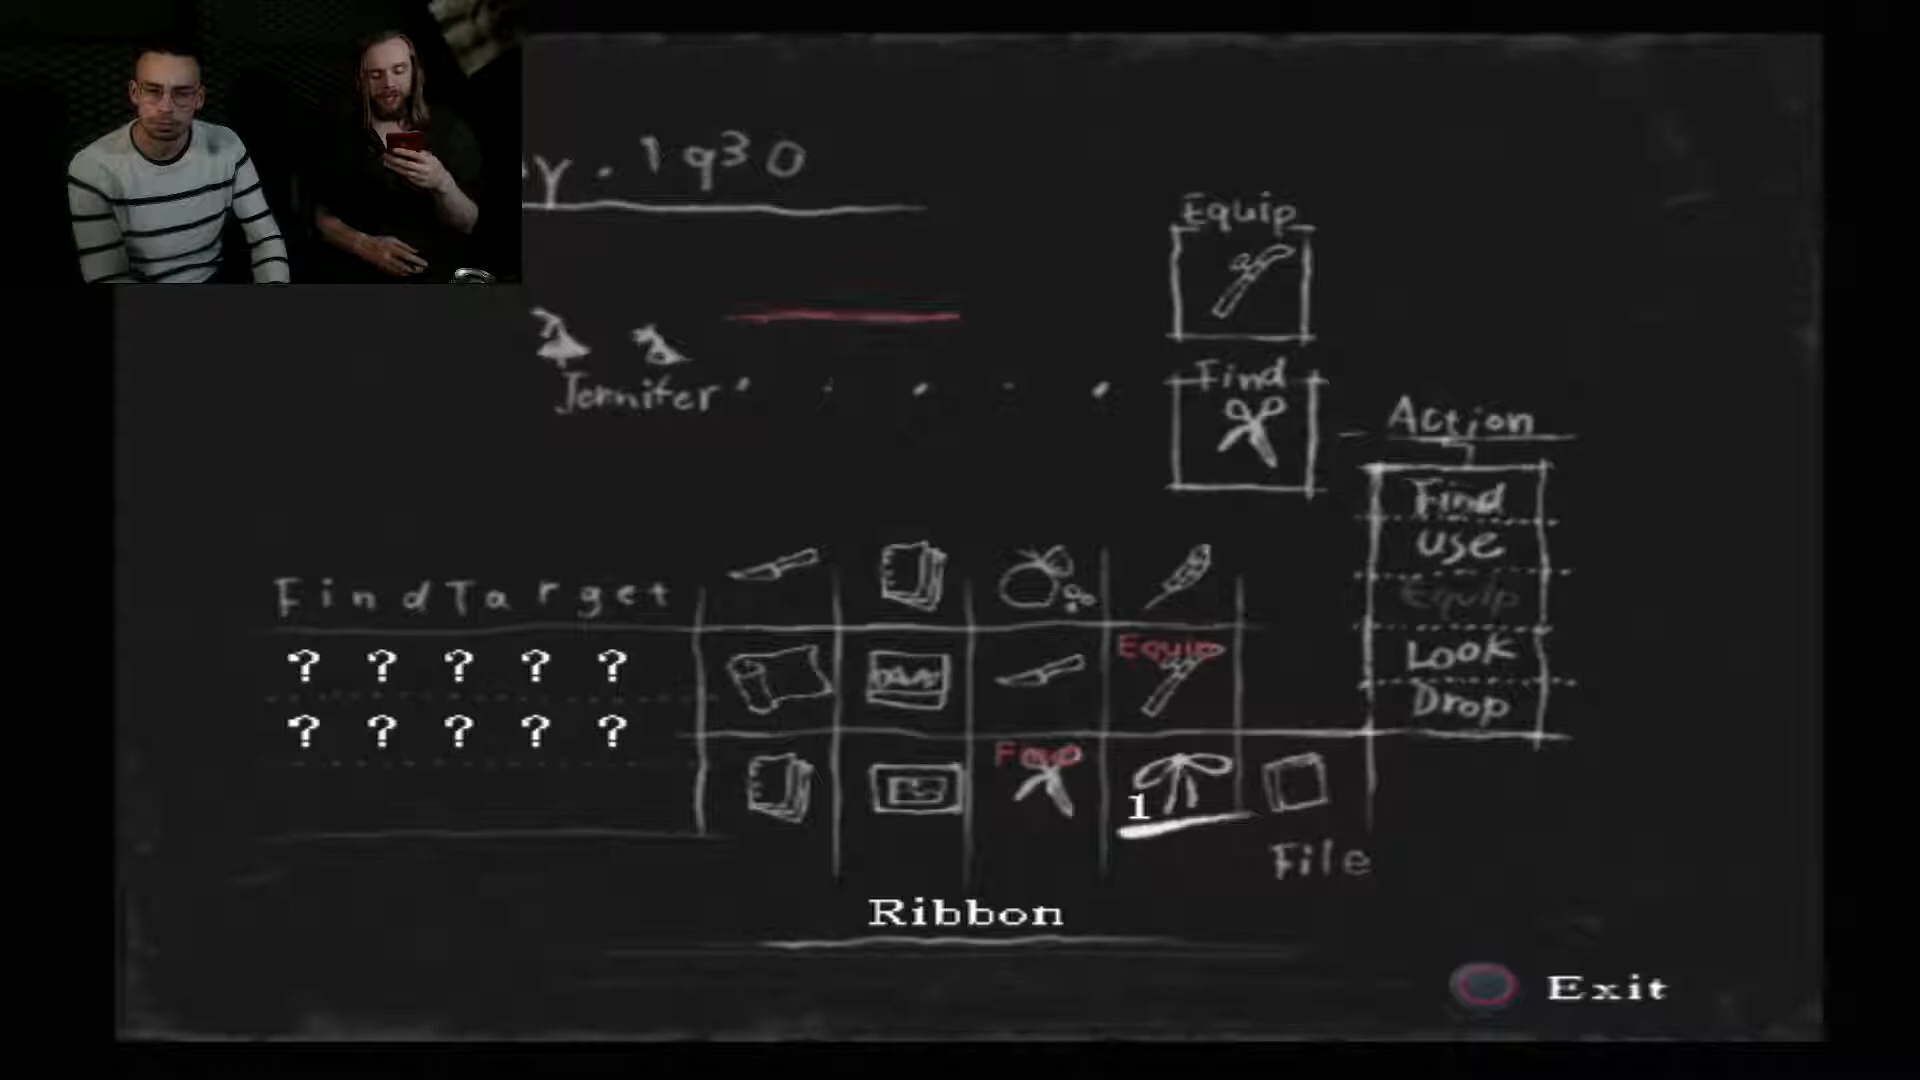 y. 1930
Equip
Find
Jennifer
Action
Find
use
Equip
Look
Drop
FindTarget
? ? ? ? ?
? ? ? ? ?
Equip
Find
1
File
Ribbon
Exit